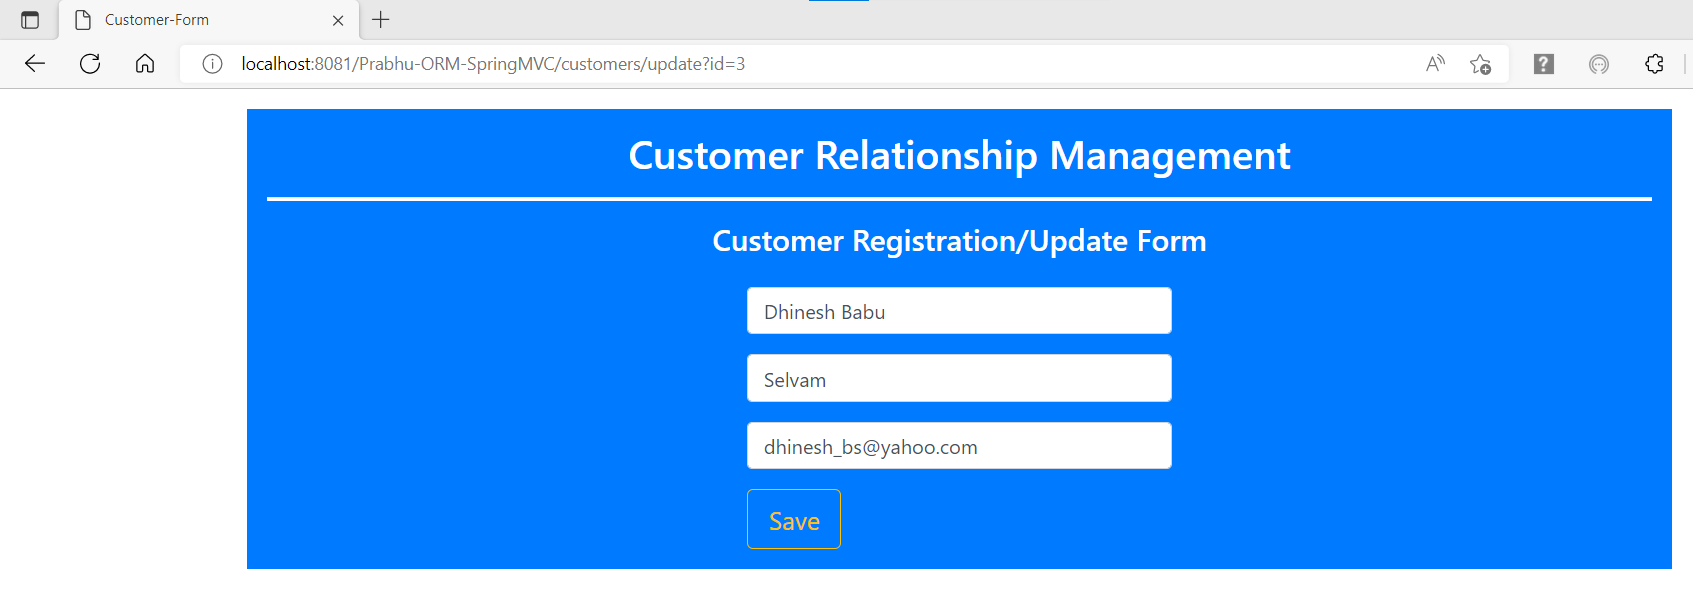 Customer-Form
localhost:8081/Prabhu-ORM-SpringMVC/customers/update?id=3
Customer Relationship Management
Customer Registration/Update Form
Dhinesh Babu
Selvam
dhinesh_bs@yahoo.com
Save